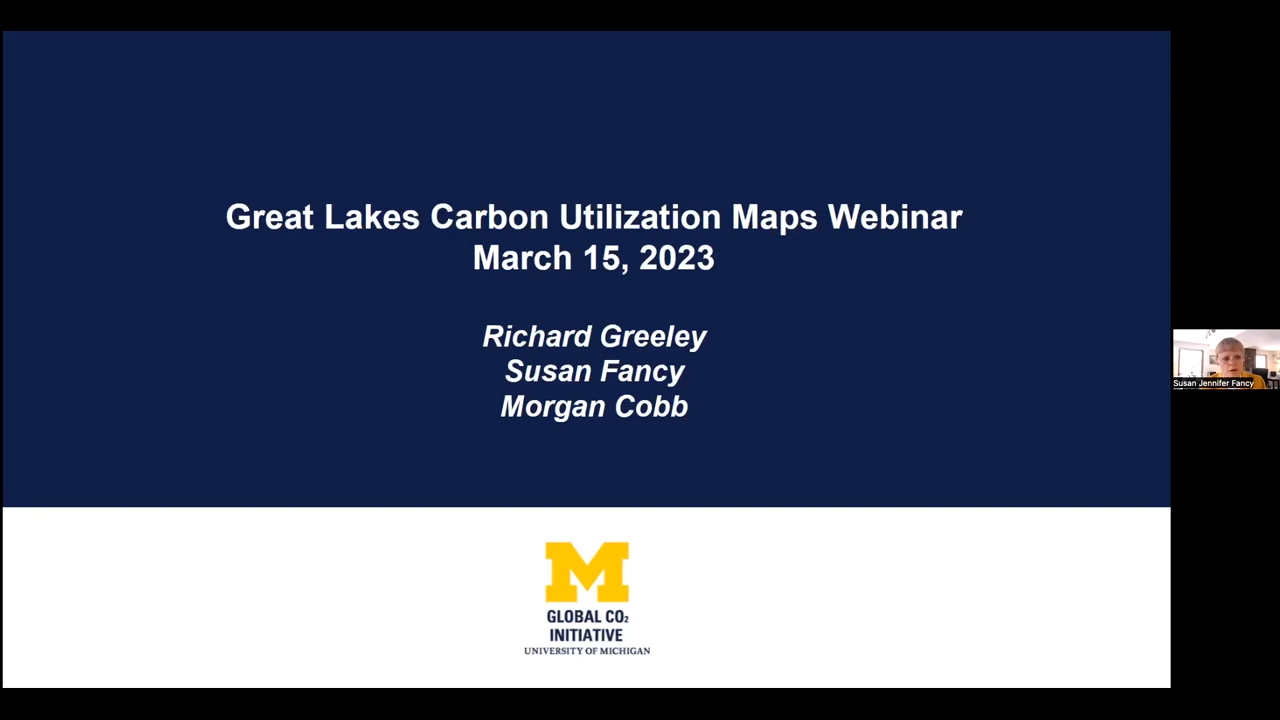 Great Lakes Carbon Utilization Maps Webinar
March 15, 2023
Richard Greeley
Susan Fancy
Morgan Cobb
Susan Jennifer Fancy
M
GLOBAL CO₂
INITIATIVE
UNIVERSITY OF MICHIGAN